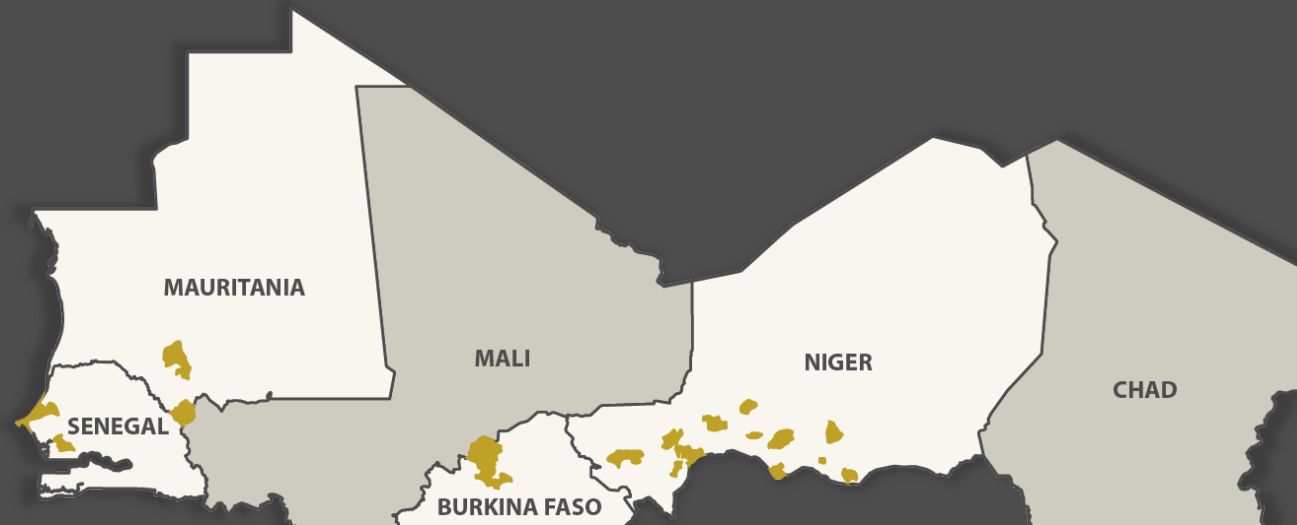 MAURITANIA
MALI
NIGER
CHAD
SENEGAL
BURKINA FASO